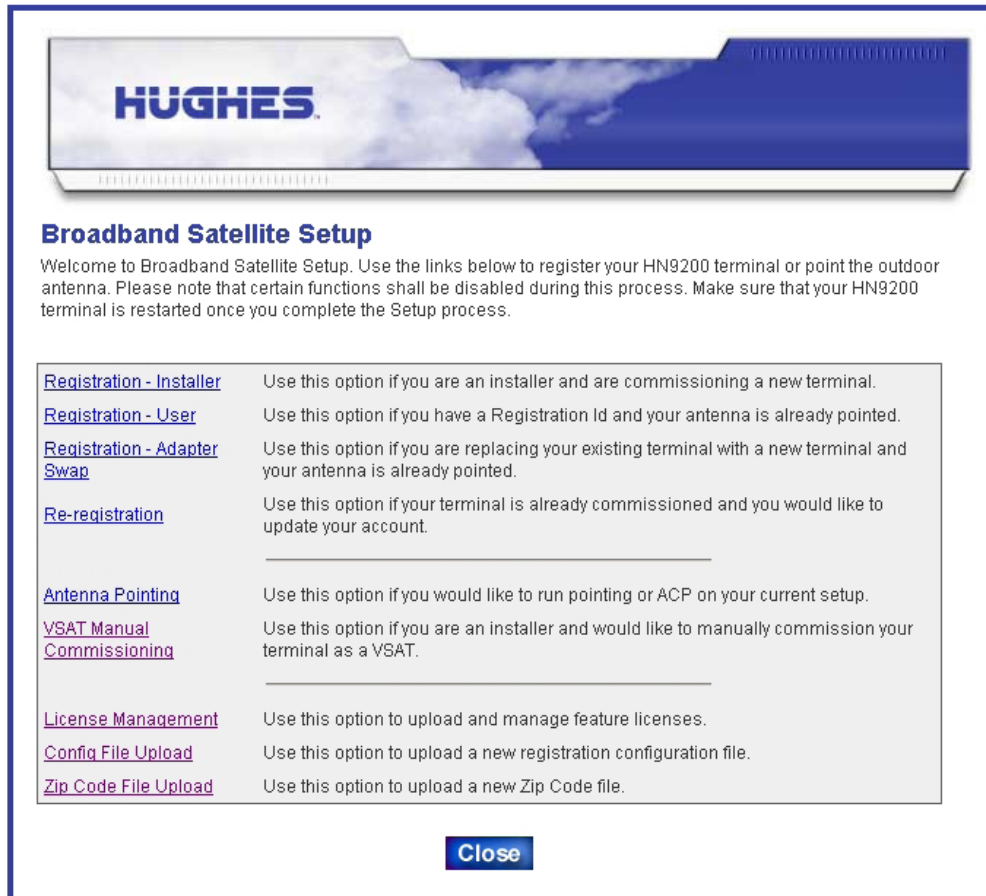 HUGHES.
Broadband Satellite Setup
Welcome to Broadband Satellite Setup. Use the links below to register your HN9200 terminal or point the outdoor
antenna. Please note that certain functions shall be disabled during this process. Make sure that your HN9200
terminal is restarted once you complete the Setup process.
Registration - Installer Use this option if you are an installer and are commissioning a new terminal.
Registration - User Use this option if you have a Registration Id and your antenna is already pointed.
Registration - Adapter Use this option if you are replacing your existing terminal with a new terminal and
Swap your antenna is already pointed.
Re-registration Use this option if your terminal is already commissioned and you would like to
update your account.
Antenna Pointing Use this option if you would like to run pointing or ACP on your current setup.
VSAT Manual Use this option if you are an installer and would like to manually commission your
Commissioning terminal as a VSAT.
License Management Use this option to upload and manage feature licenses.
Config File Upload Use this option to upload a new registration configuration file.
Zip Code File Upload Use this option to upload a new Zip Code file.
Close